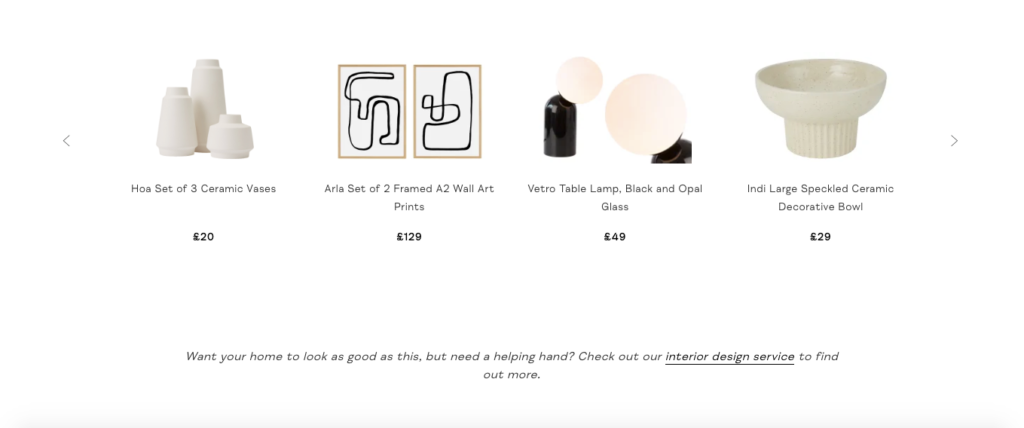 Hoa Set of 3 Ceramic Vases
£20
Arla Set of 2 Framed A2 Wall Art
Prints
£129
Vetro Table Lamp, Black and Opal
Glass
£49
Indi Large Speckled Ceramic
Decorative Bowl
£29
Want your home to look as good as this, but need a helping hand? Check out our interior design service to find
out more.